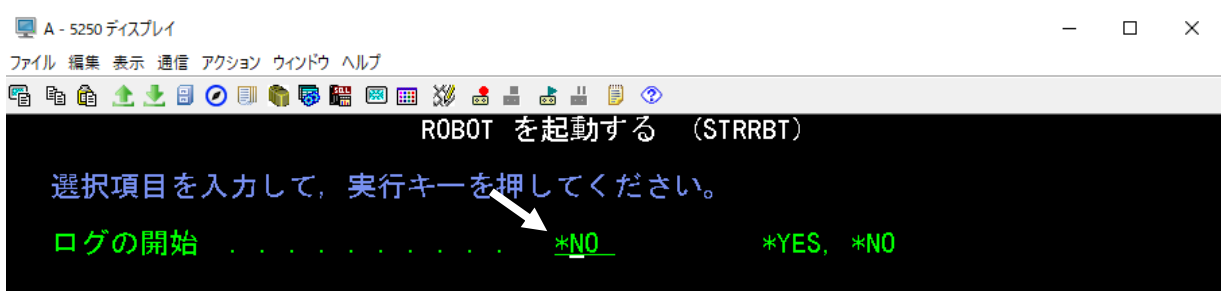 A - 5250 ディスプレイ
ファイル 編集 表示 通信 アクション ウィンドウ ヘルプ
ROBOT を起動する (STRRBT)
選択項目を入力して, 実行キーを押してください。
ログの開始 . . . . . . . . . . *NO *YES, *NO